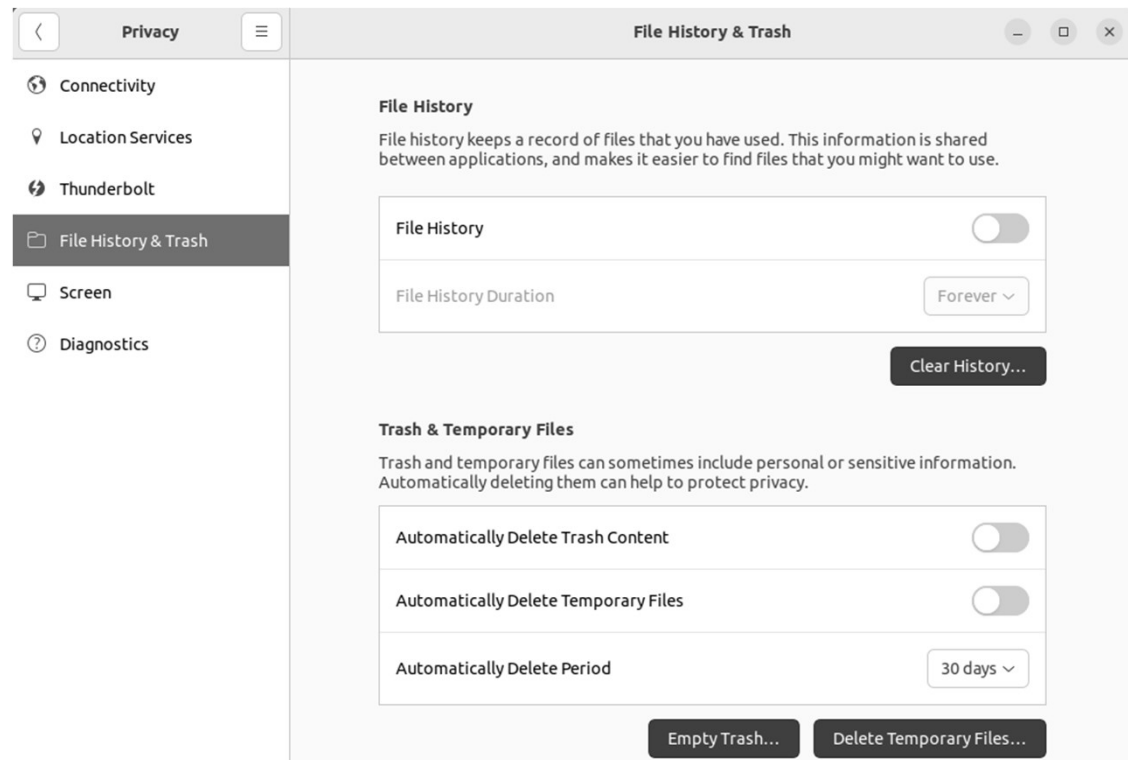 Privacy
File History & Trash
Connectivity
Location Services
Thunderbolt
File History & Trash
Screen
Diagnostics
File History
File history keeps a record of files that you have used. This information is shared
between applications, and makes it easier to find files that you might want to use.
File History
File History Duration
Forever
Clear History...
Trash & Temporary Files
Trash and temporary files can sometimes include personal or sensitive information.
Automatically deleting them can help to protect privacy.
Automatically Delete Trash Content
Automatically Delete Temporary Files
Automatically Delete Period
30 days
Empty Trash...
Delete Temporary Files...